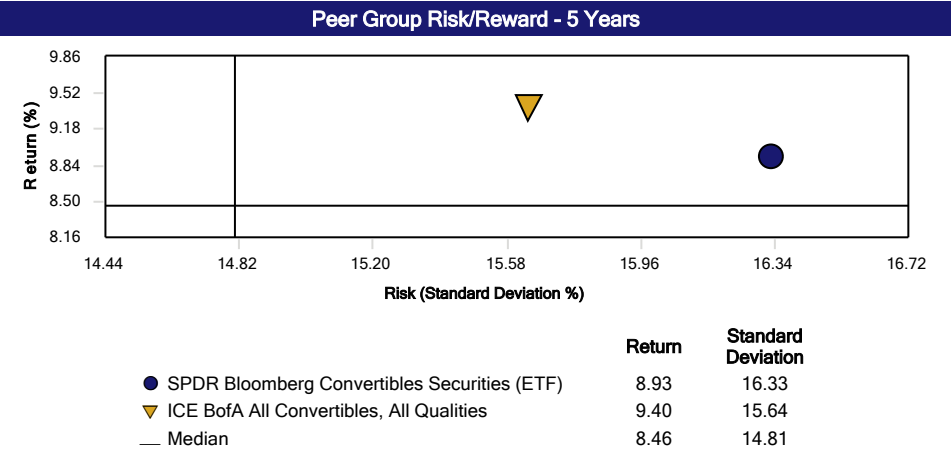 Peer Group Risk/Reward - 5 Years
9.86
9.52
9.18
8.84
8.50
8.16
Return (%)
14.44 14.82 15.20 15.58 15.96 16.34 16.72
Risk (Standard Deviation %)
Return Standard Deviation
SPDR Bloomberg Convertibles Securities (ETF) 8.93 16.33
ICE BofA All Convertibles, All Qualities 9.40 15.64
Median 8.46 14.81